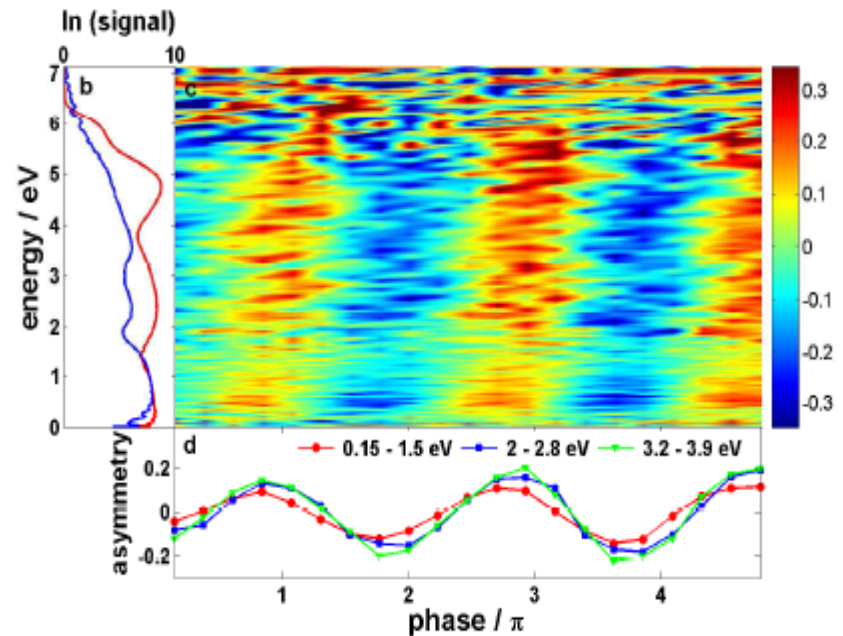 ln (signal)
0 10
b c
7
6
5
4
3
2
1
0
energy / eV
0.3
0.2
0.1
0
-0.1
-0.2
-0.3
d 0.15 - 1.5 eV 2 - 2.8 eV 3.2 - 3.9 eV
0.2
0
-0.2
asymmetry
1 2 3 4
phase / π